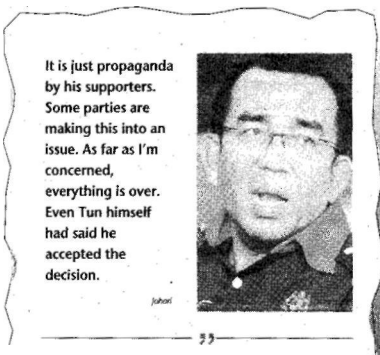 It is just propaganda
by his supporters.
Some parties are
making this into an
issue. As far as I'm
concerned,
everything is over.
Even Tun himself
had said he
accepted the
decision.
Johari